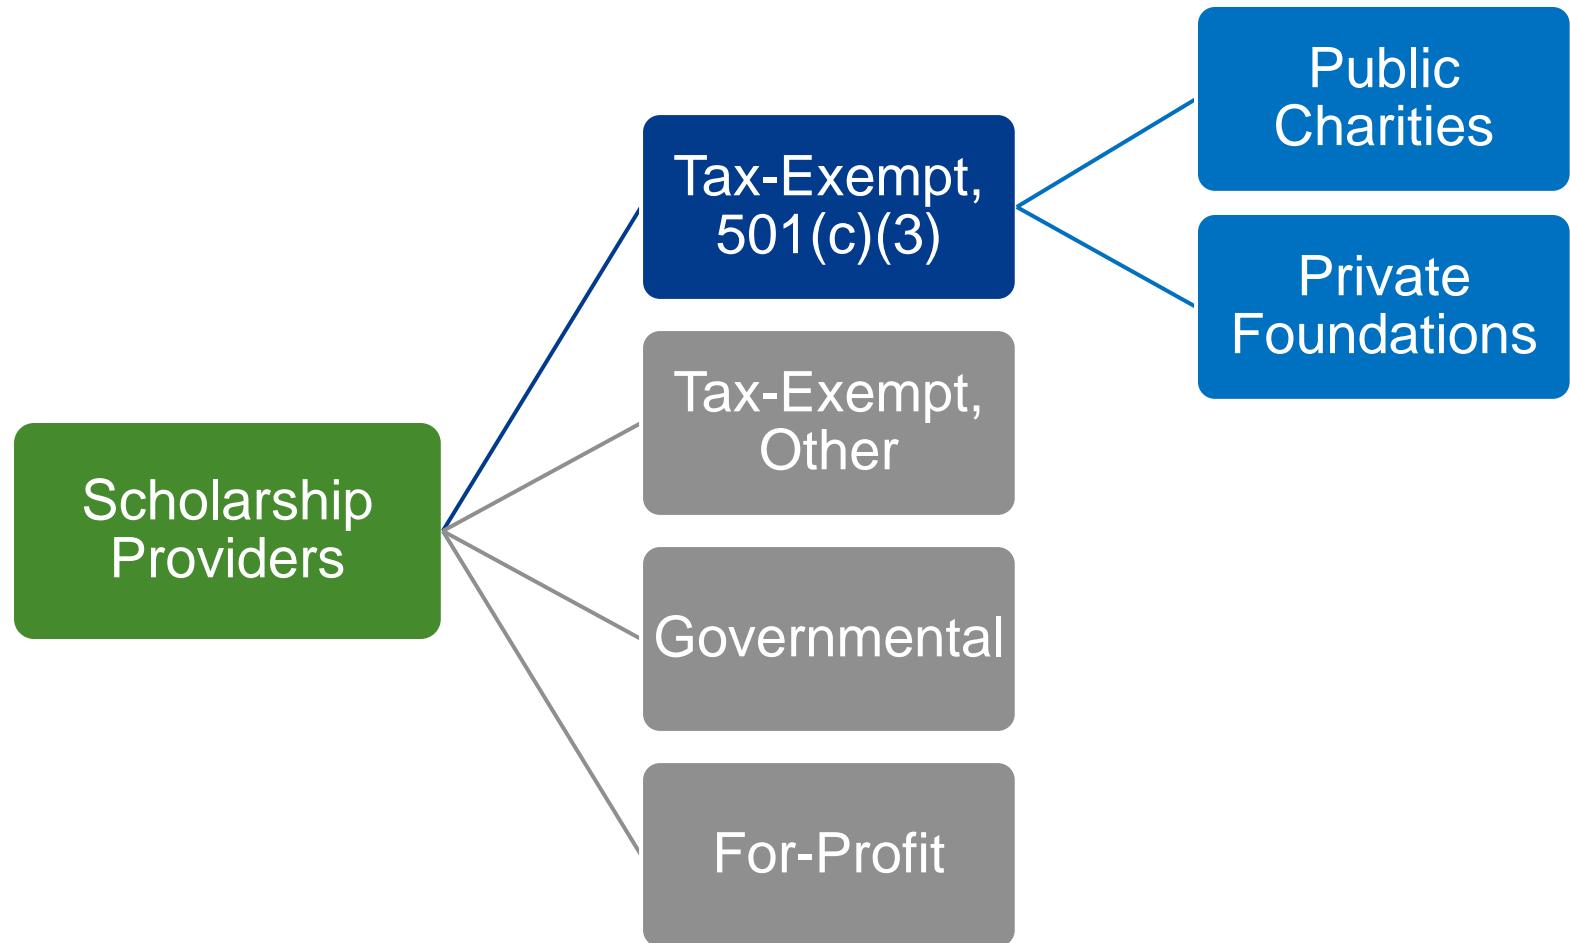 Scholarship
Providers
Tax-Exempt,
501(c)(3)
Public
Charities
Private
Foundations
Tax-Exempt,
Other
Governmental
For-Profit